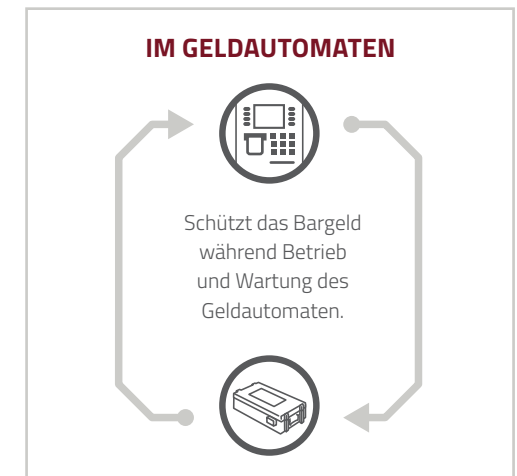 IM GELDAUTOMATEN
Schützt das Bargeld
während Betrieb
und Wartung des
Geldautomaten.